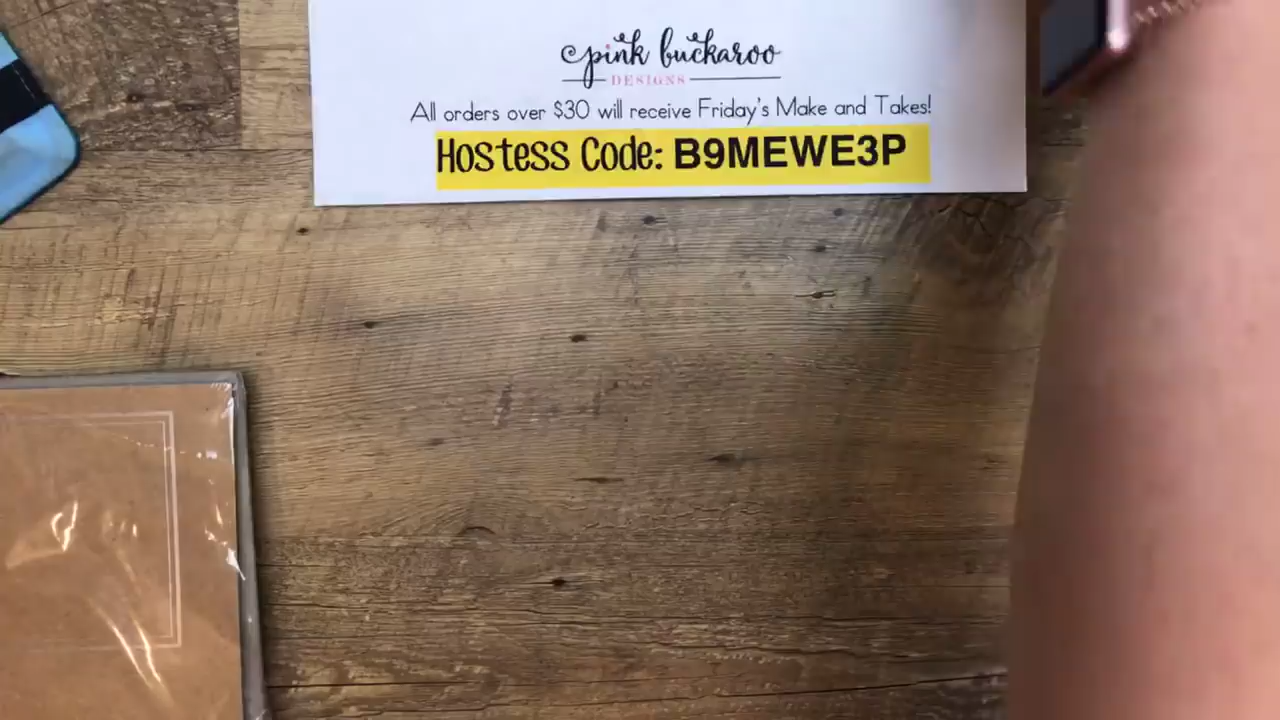 pink buckaroo
DESIGNS
All orders over $30 will receive Friday's Make and Takes!
Hostess Code: B9MEWE3P